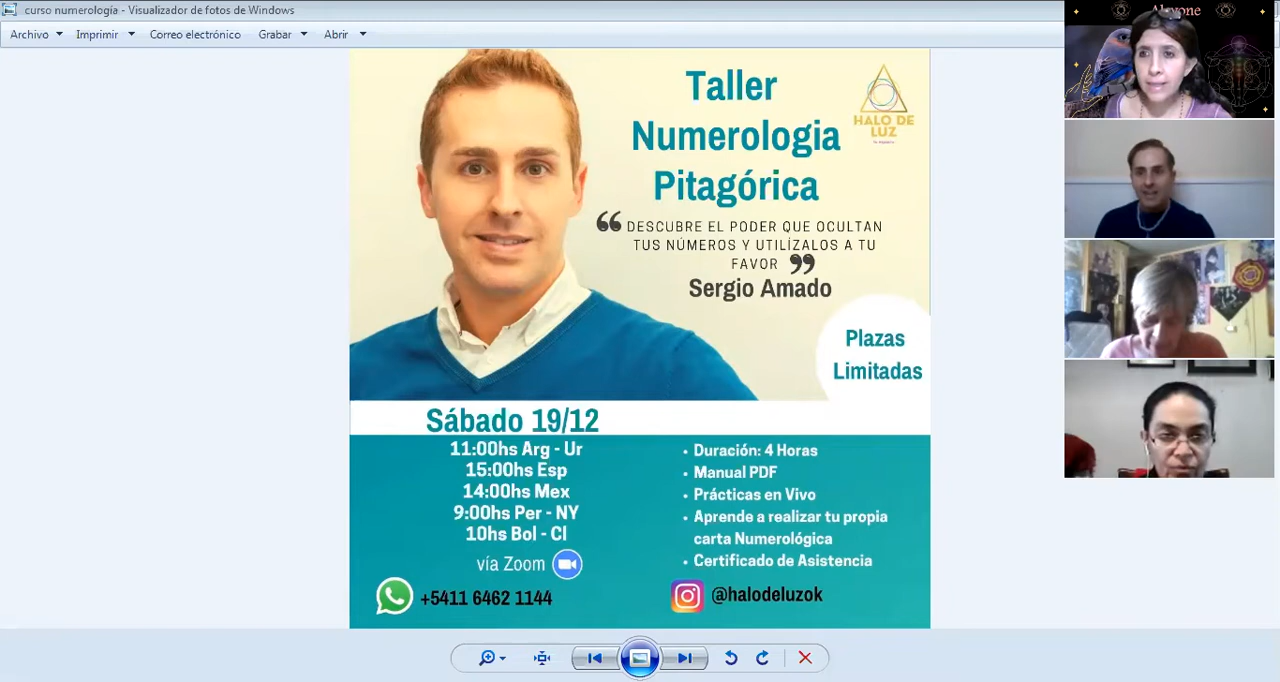 curso numerología - Visualizador de fotos de Windows
Archivo Imprimir Correo electrónico Grabar Abrir
Alcyone
Taller
Numerologia
Pitagórica
HALO DE
LUZ
“ DESCUBRE EL PODER QUE OCULTAN
TUS NÚMEROS Y UTILÍZALOS A TU
FAVOR ”
Sergio Amado
Plazas
Limitadas
Sábado 19/12
11:00hs Arg - Ur
15:00hs Esp
14:00hs Mex
9:00hs Per - NY
10hs Bol - Cl
vía Zoom
+5411 6462 1144
• Duración: 4 Horas
• Manual PDF
• Prácticas en Vivo
• Aprende a realizar tu propia
carta Numerológica
• Certificado de Asistencia
@halodeluzok